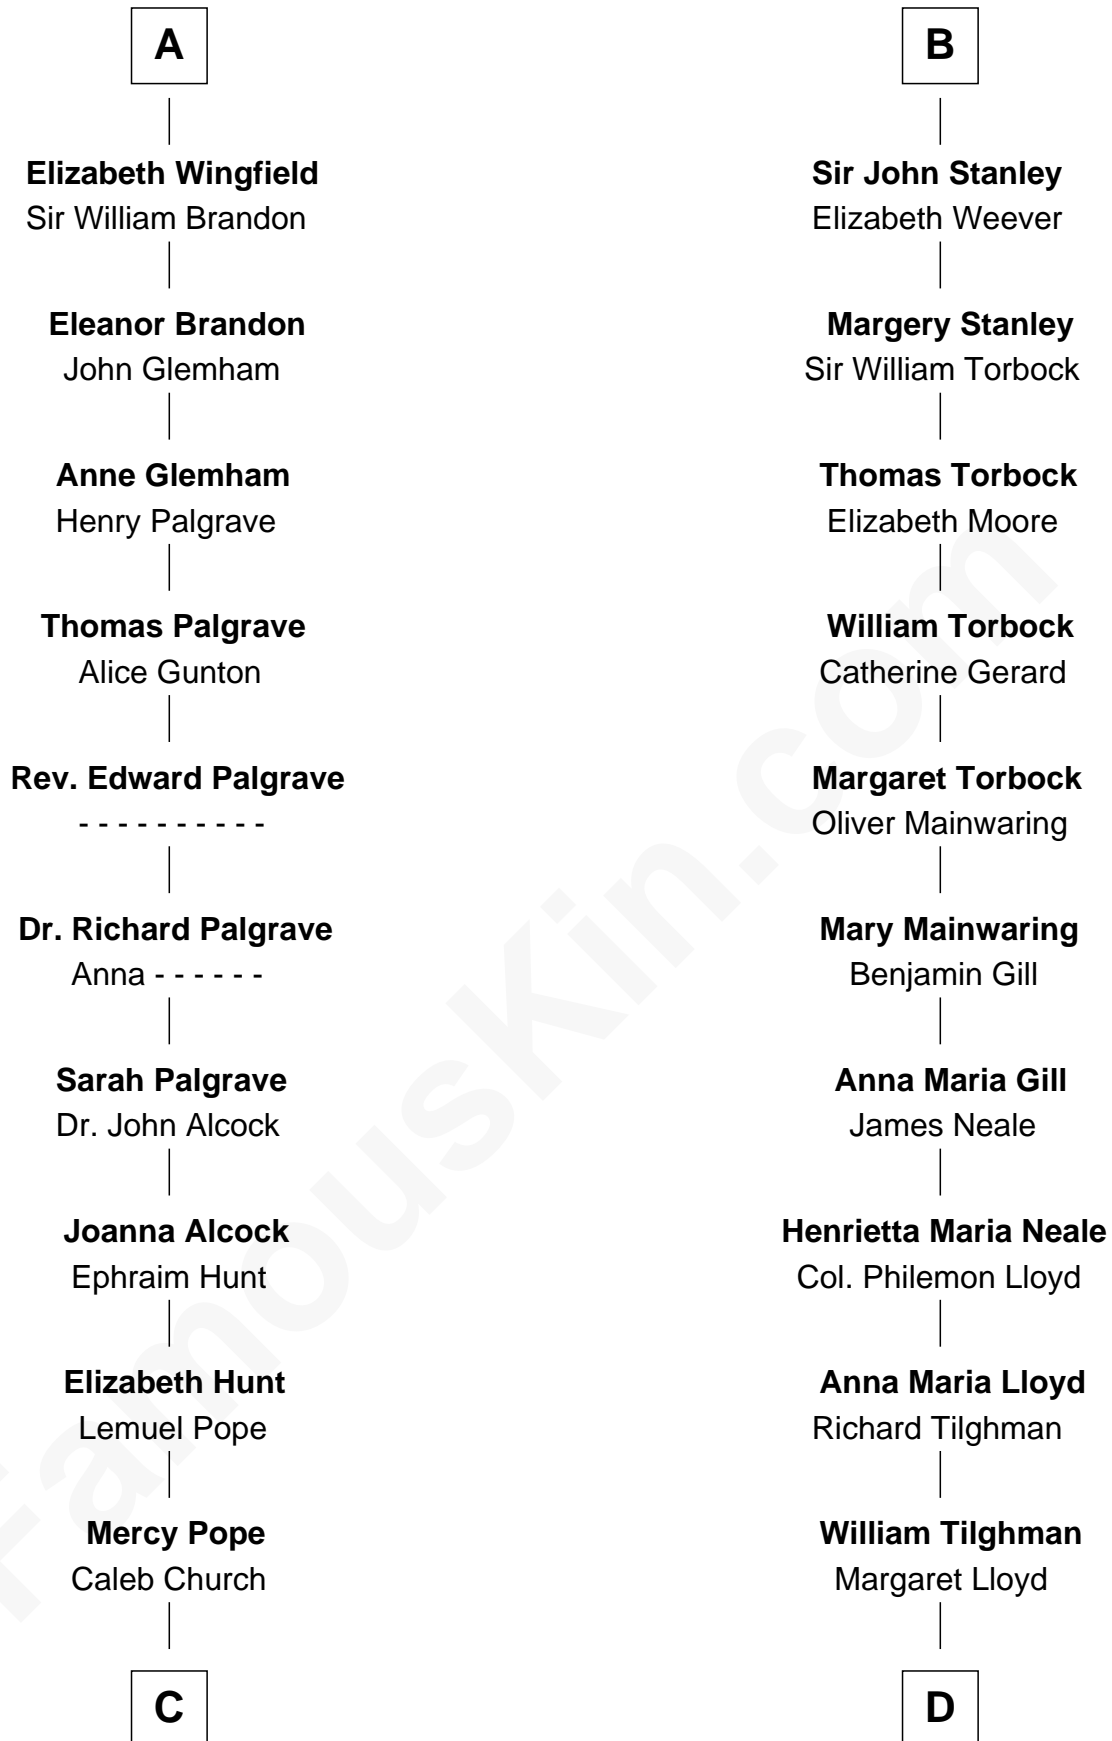 A
Elizabeth Wingfield
Sir William Brandon
Eleanor Brandon
John Glemham
Anne Glemham
Henry Palgrave
Thomas Palgrave
Alice Gunton
Rev. Edward Palgrave
- - - - - - - - - -
Dr. Richard Palgrave
Anna - - - - - -
Sarah Palgrave
Dr. John Alcock
Joanna Alcock
Ephraim Hunt
Elizabeth Hunt
Lemuel Pope
Mercy Pope
Caleb Church
C
B
Sir John Stanley
Elizabeth Weever
Margery Stanley
Sir William Torbock
Thomas Torbock
Elizabeth Moore
William Torbock
Catherine Gerard
Margaret Torbock
Oliver Mainwaring
Mary Mainwaring
Benjamin Gill
Anna Maria Gill
James Neale
Henrietta Maria Neale
Col. Philemon Lloyd
Anna Maria Lloyd
Richard Tilghman
William Tilghman
Margaret Lloyd
D
FamousKin.com